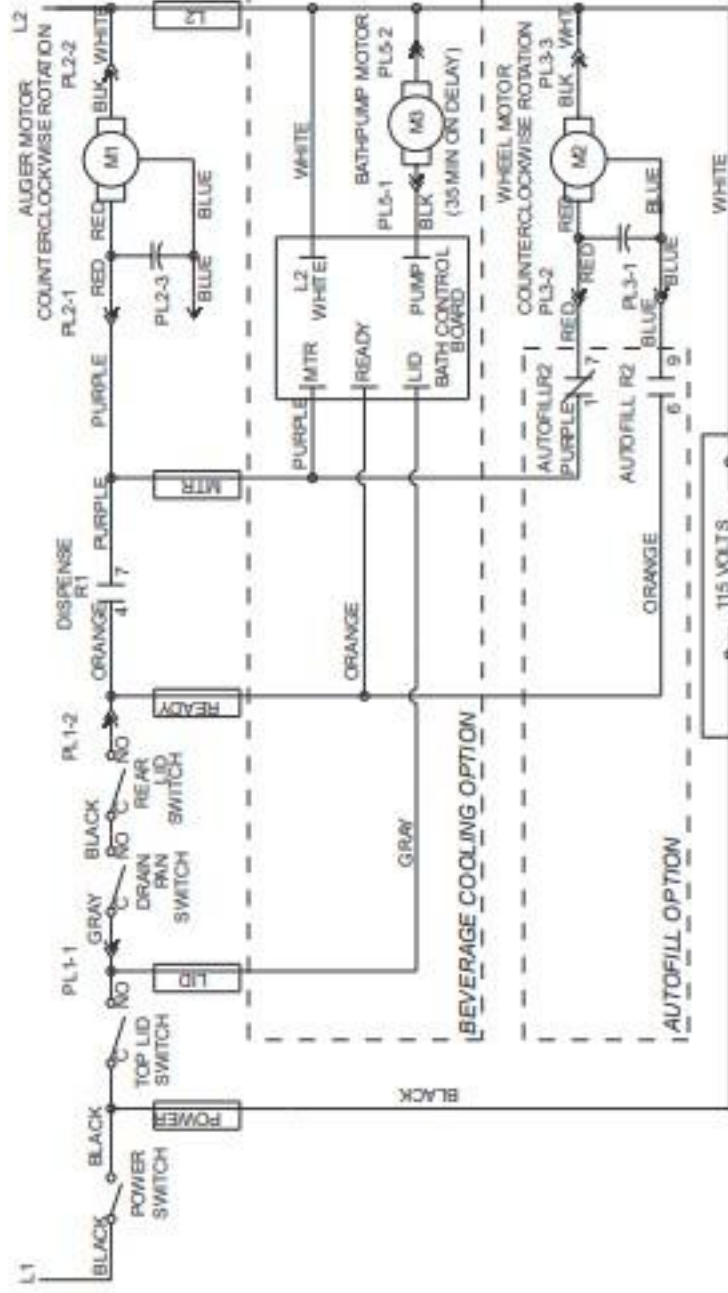 L1
BLACK
POWER
SWITCH
BLACK
POWER
TOP LID
SWITCH
C
NO
PL1-1
LID
GRAY
C
NO
DRAIN
PAN
SWITCH
BLACK
C
NO
REAR
LID
SWITCH
PL1-2
READY
ORANGE
DISPENSE
R1
4
7
PURPLE
MTR
PURPLE
PL2-1
RED
PL2-3
BLUE
AUGER MOTOR
COUNTERCLOCKWISE ROTATION
RED
M1
BLUE
BLK
PL2-2
WHITE
L2
L2
BLACK
BEVERAGE COOLING OPTION
GRAY
ORANGE
PURPLE
MTR
READY
LID
L2
WHITE
PUMP
BATH CONTROL
BOARD
WHITE
BATHPUMP MOTOR
PL5-1
BLK
M3
PL5-2
(35 MIN ON DELAY)
AUTOFILL OPTION
ORANGE
AUTOFILL R2
PURPLE
1
7
AUTOFILL R2
6
9
WHEEL MOTOR
COUNTERCLOCKWISE ROTATION
PL3-2
RED
RED
RED
PL3-1
BLUE
BLUE
M2
BLUE
BLK
PL3-3
WHT
115 VOLTS
WHITE